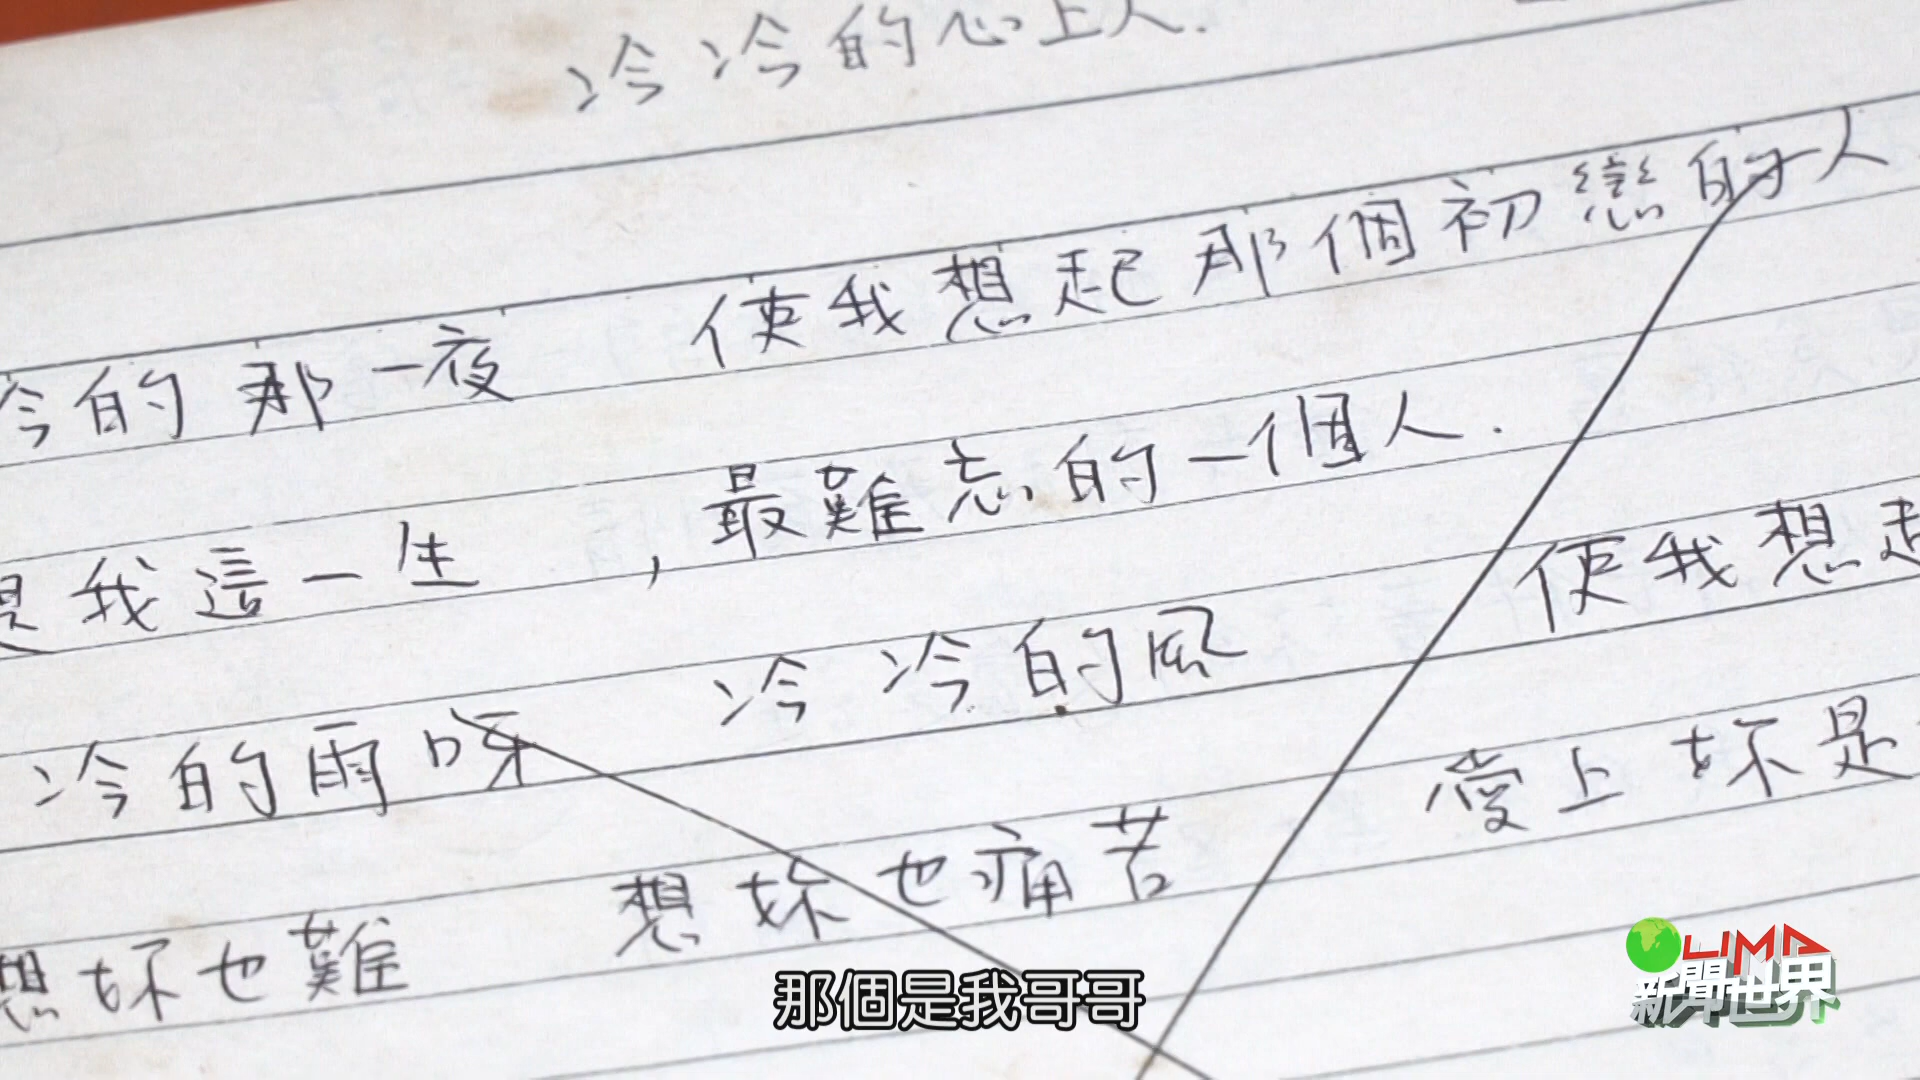 冷冷的心上人.
冷的那一夜 使我想起那個初戀的人
是我這一生 , 最難忘的一個人.
冷的雨呀 冷冷的風 使我想起
想妳也難 想妳也痛苦 愛上妳是
那個是我哥哥
LIMA
新聞世界